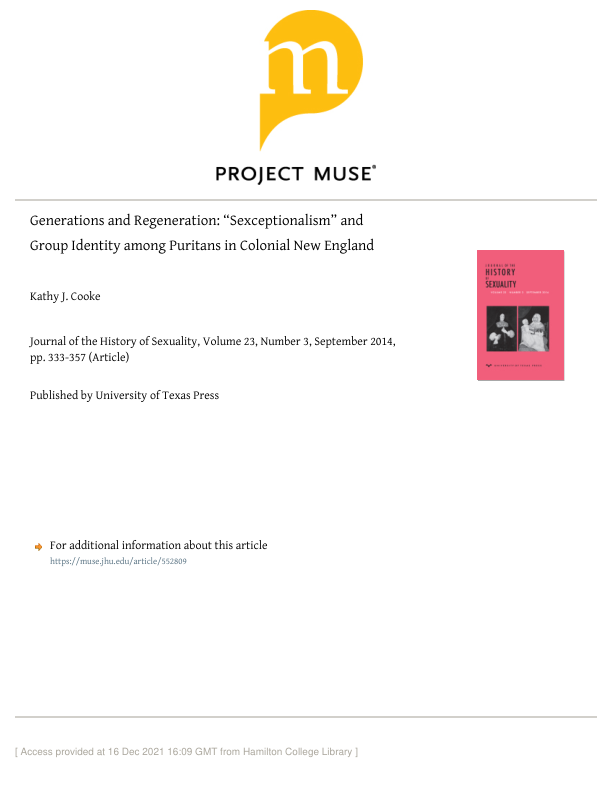 m
PROJECT MUSE®
Generations and Regeneration: “Sexceptionalism” and
Group Identity among Puritans in Colonial New England
Kathy J. Cooke
JOURNAL OF THE
HISTORY
OF
SEXUALITY
Journal of the History of Sexuality, Volume 23, Number 3, September 2014,
pp. 333-357 (Article)
Published by University of Texas Press
For additional information about this article
https://muse.jhu.edu/article/552809
[ Access provided at 16 Dec 2021 16:09 GMT from Hamilton College Library ]